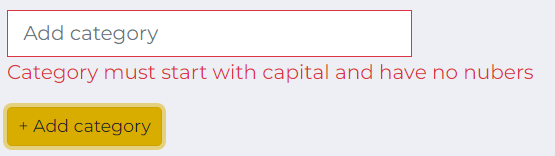 Add category
Category must start with capital and have no nubers
+ Add category